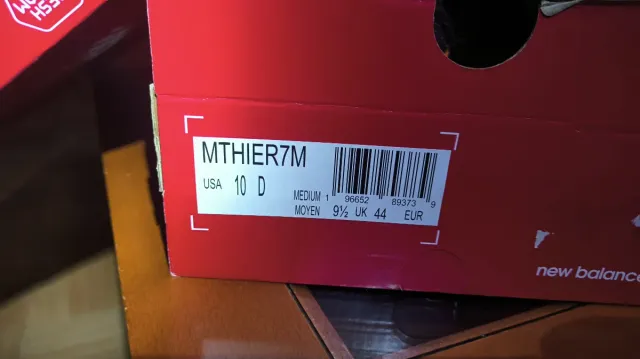 MTHIER7M
USA 10 D
MEDIUM 1 96652 89373 9
MOYEN 9½ UK 44 EUR
new balance